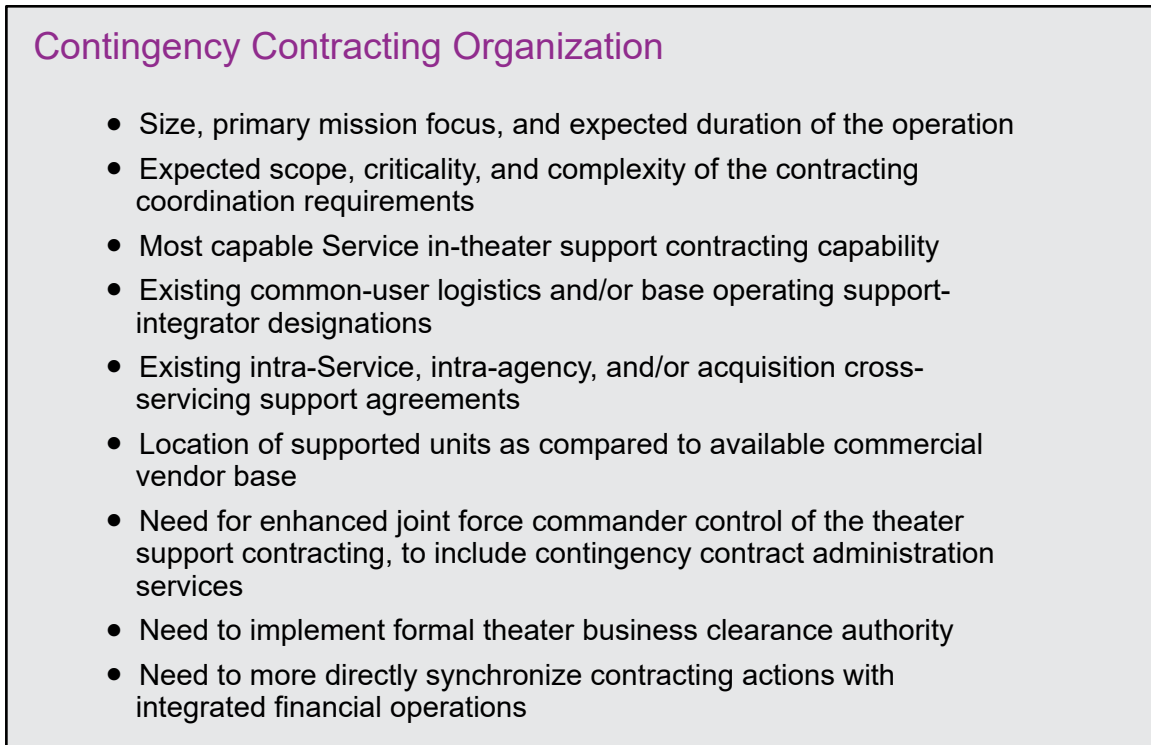 Contingency Contracting Organization
• Size, primary mission focus, and expected duration of the operation
• Expected scope, criticality, and complexity of the contracting
coordination requirements
• Most capable Service in-theater support contracting capability
• Existing common-user logistics and/or base operating support-
integrator designations
• Existing intra-Service, intra-agency, and/or acquisition cross-
servicing support agreements
• Location of supported units as compared to available commercial
vendor base
• Need for enhanced joint force commander control of the theater
support contracting, to include contingency contract administration
services
• Need to implement formal theater business clearance authority
• Need to more directly synchronize contracting actions with
integrated financial operations